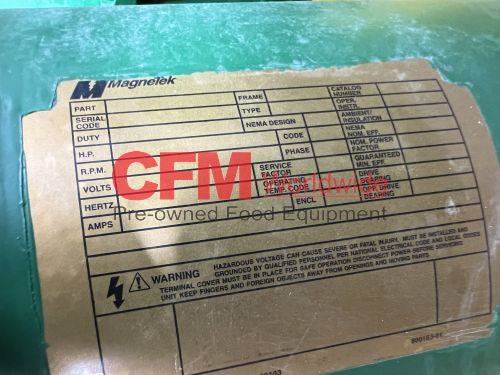 MagneTek
PART FRAME CATALOG NUMBER
SERIAL CODE TYPE OPER. INSTR.
DUTY NEMA DESIGN AMBIENT/ INSULATION
H.P. CODE NEMA NOM. EFF.
R.P.M. PHASE NOM. POWER FACTOR
VOLTS SERVICE FACTOR GUARANTEED MIN. EFF.
HERTZ OPERATING TEMP. CODE DRIVE BEARING
AMPS ENCL OPP. DRIVE BEARING
CFM Worldwide
Pre-owned Food Equipment
WARNING
HAZARDOUS VOLTAGE CAN CAUSE SEVERE OR FATAL INJURY. MUST BE INSTALLED AND
GROUNDED BY QUALIFIED PERSONNEL PER NATIONAL ELECTRICAL CODE AND LOCAL CODES
TERMINAL COVER MUST BE IN PLACE FOR SAFE OPERATION DISCONNECT POWER BEFORE SERVICING
UNIT KEEP FINGERS AND FOREIGN OBJECTS AWAY FROM OPENINGS AND MOVING PARTS